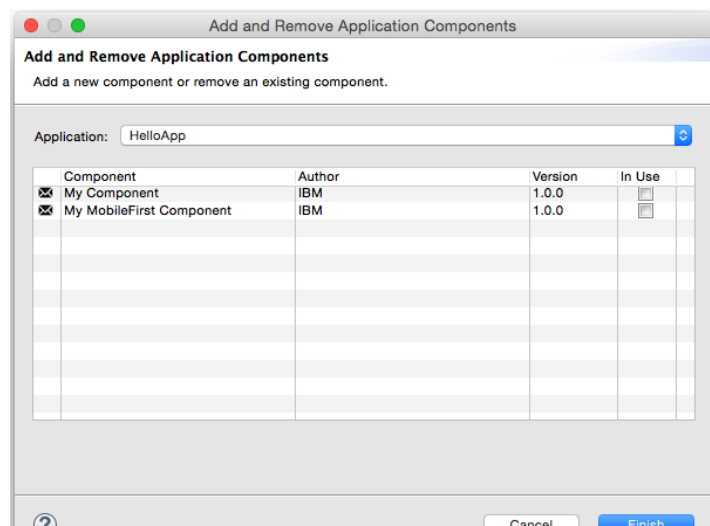 Add and Remove Application Components
Add and Remove Application Components
Add a new component or remove an existing component.
Application: HelloApp
Component Author Version In Use
My Component IBM 1.0.0
My MobileFirst Component IBM 1.0.0
? Cancel Finish